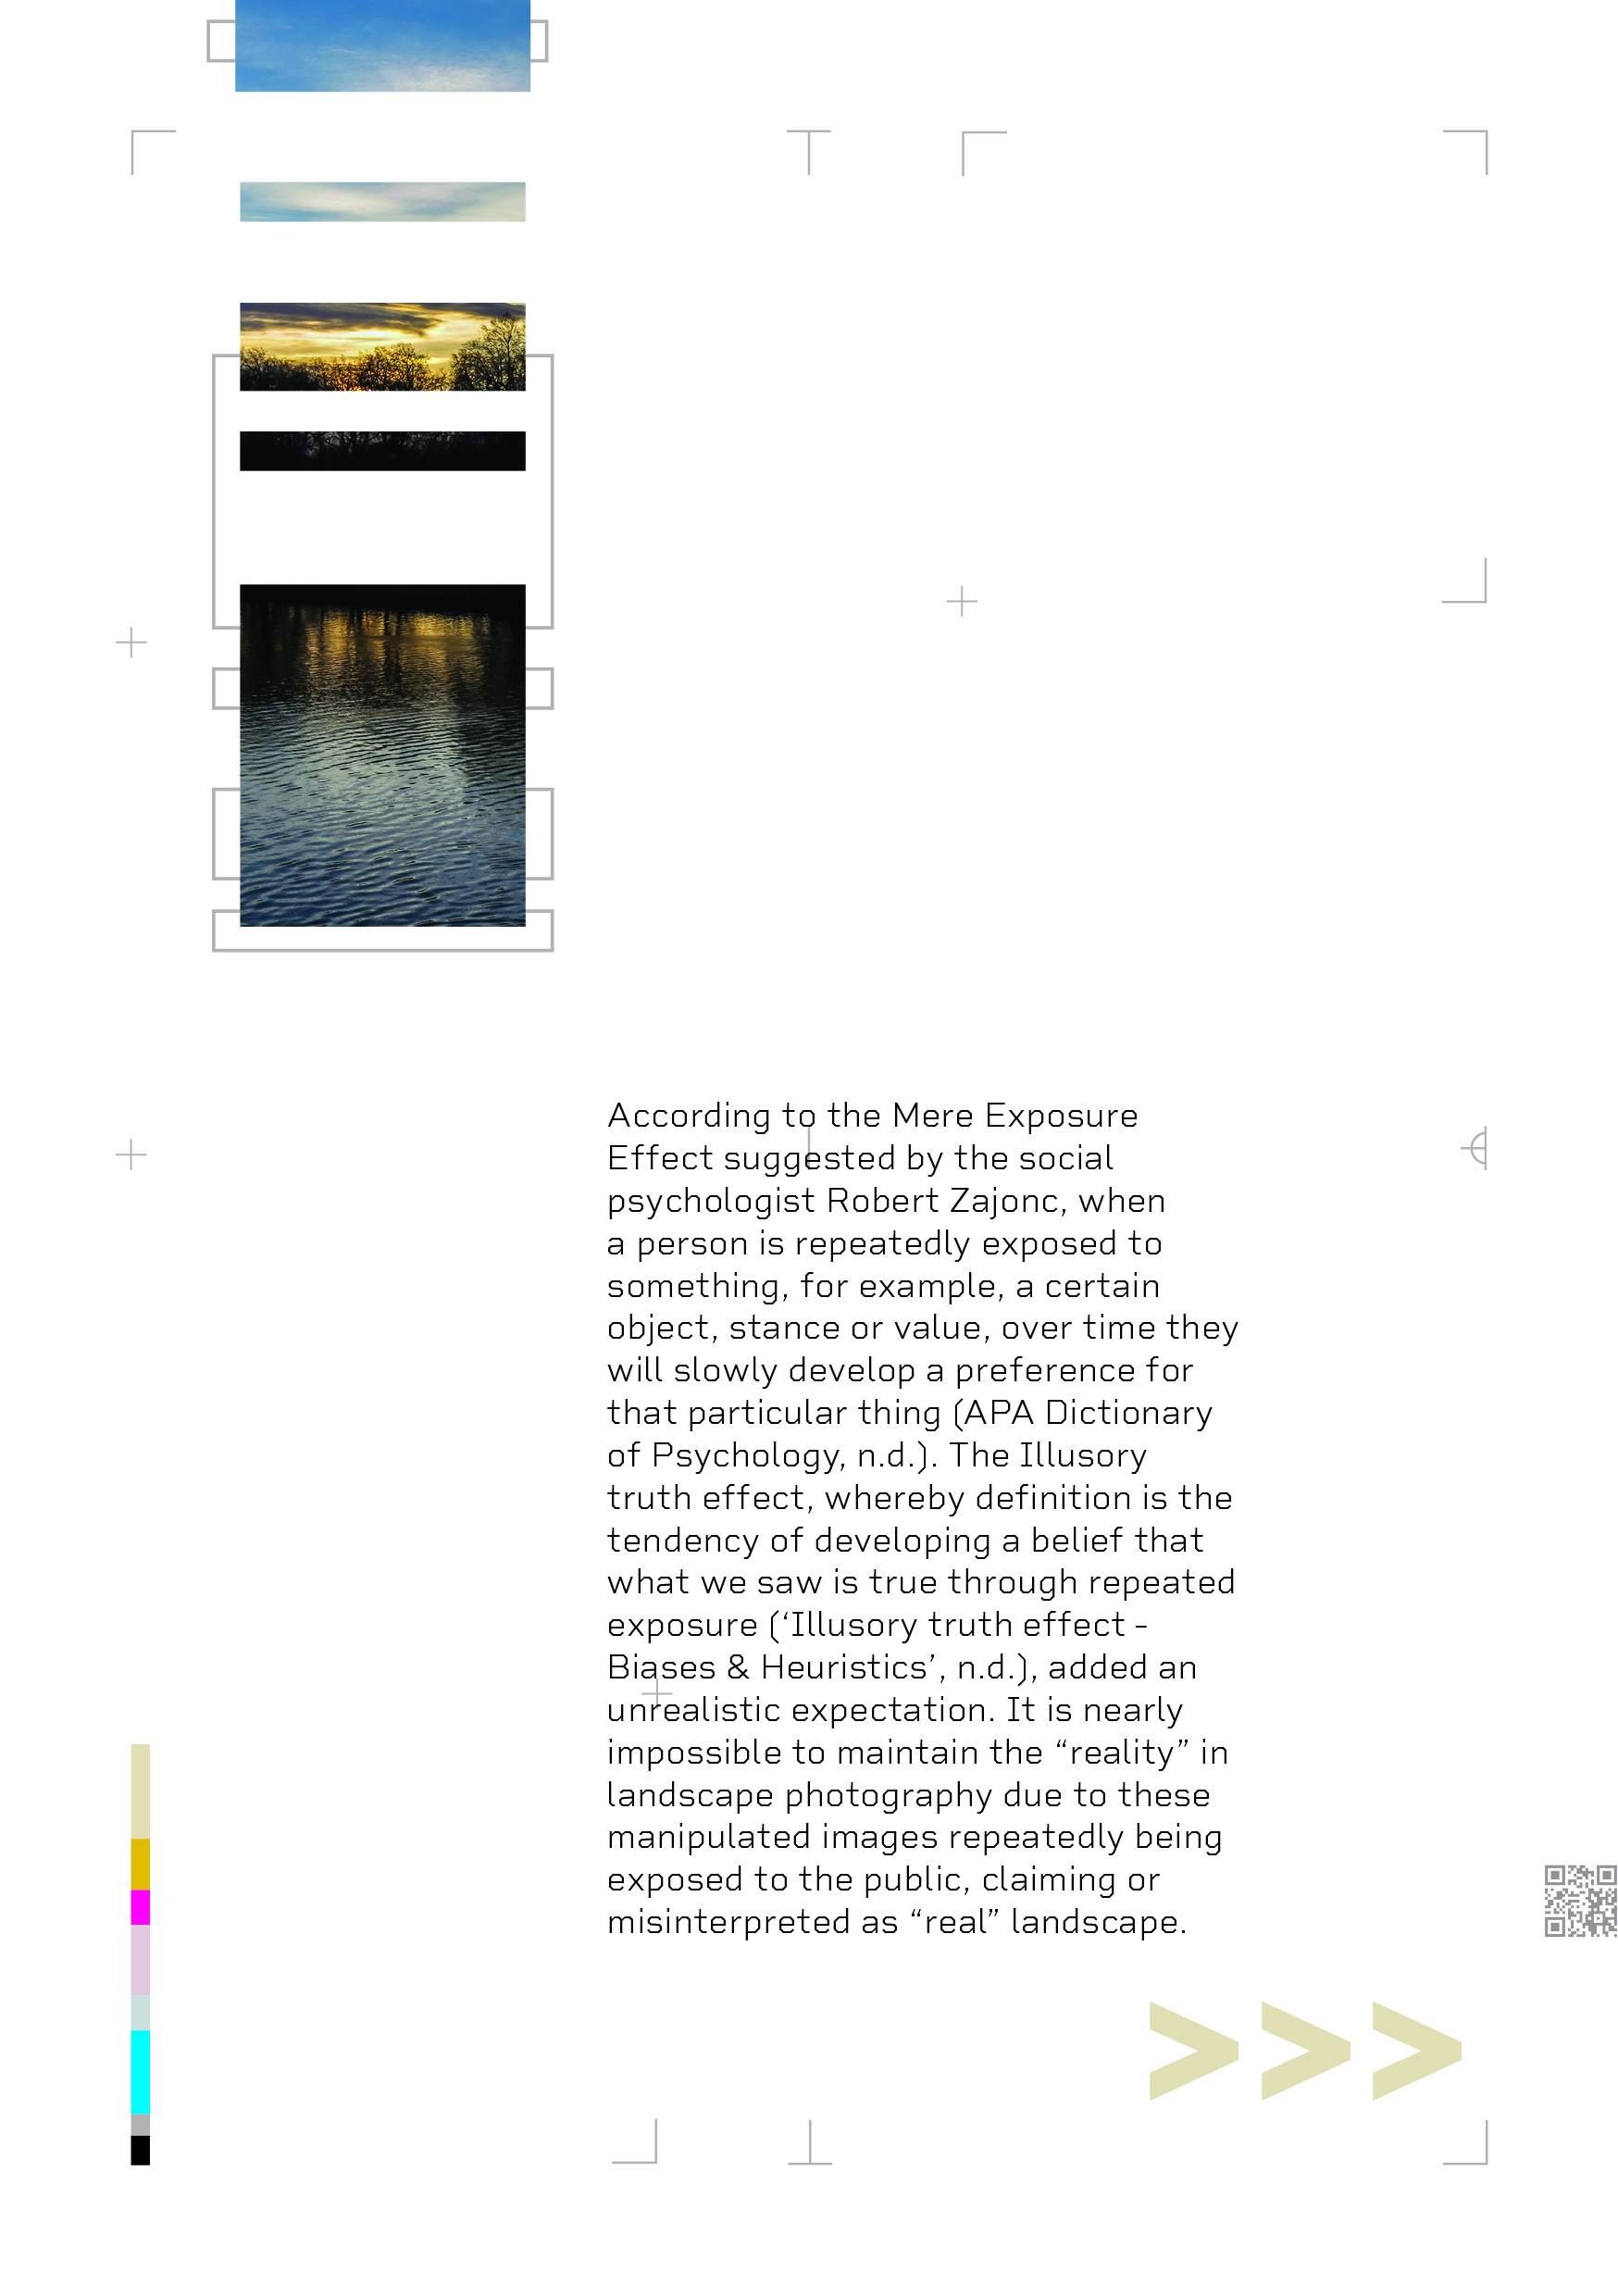 According to the Mere Exposure
Effect suggested by the social
psychologist Robert Zajonc, when
a person is repeatedly exposed to
something, for example, a certain
object, stance or value, over time they
will slowly develop a preference for
that particular thing (APA Dictionary
of Psychology, n.d.). The Illusory
truth effect, whereby definition is the
tendency of developing a belief that
what we saw is true through repeated
exposure (‘Illusory truth effect -
Biases & Heuristics’, n.d.), added an
unrealistic expectation. It is nearly
impossible to maintain the “reality” in
landscape photography due to these
manipulated images repeatedly being
exposed to the public, claiming or
misinterpreted as “real” landscape.
>>>